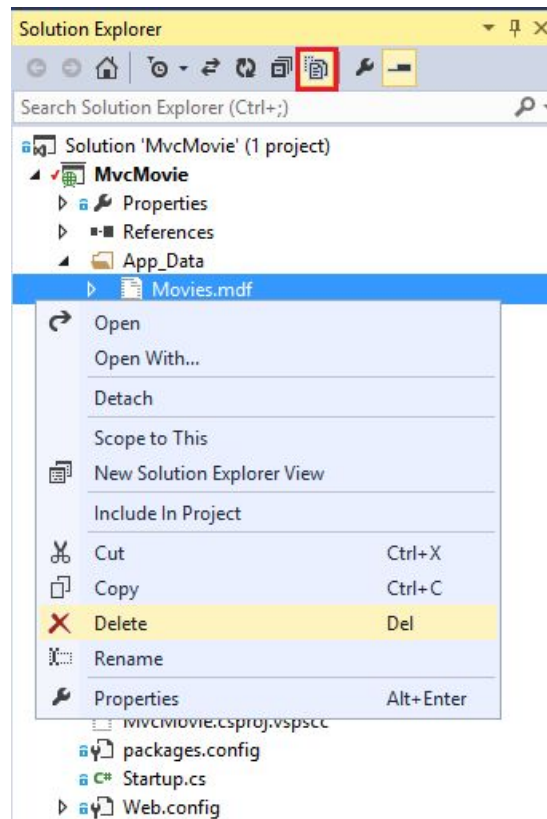 Solution Explorer
Search Solution Explorer (Ctrl+;)
Solution 'MvcMovie' (1 project)
MvcMovie
Properties
References
App_Data
Movies.mdf
Open
Open With...
Detach
Scope to This
New Solution Explorer View
Include In Project
Cut Ctrl+X
Copy Ctrl+C
Delete Del
Rename
Properties Alt+Enter
MvcMovie.csproj.vspscc
packages.config
C# Startup.cs
Web.config